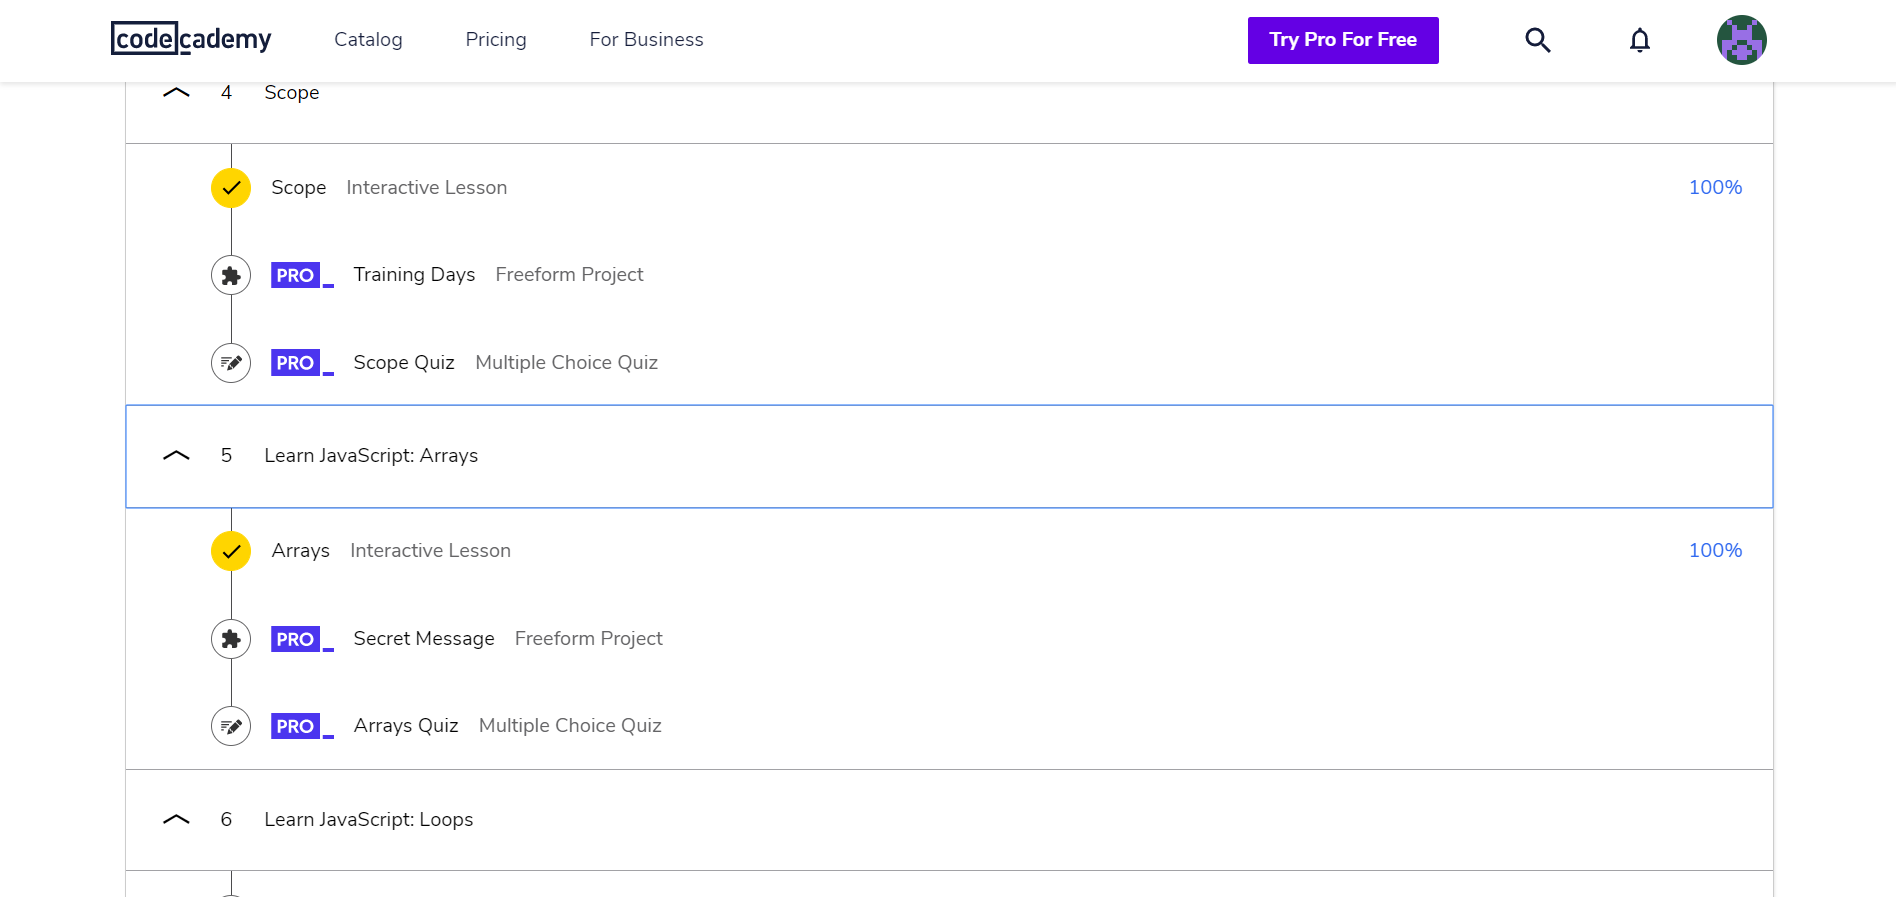 codecademy Catalog Pricing For Business Try Pro For Free
4 Scope
Scope Interactive Lesson 100%
PRO Training Days Freeform Project
PRO Scope Quiz Multiple Choice Quiz
5 Learn JavaScript: Arrays
Arrays Interactive Lesson 100%
PRO Secret Message Freeform Project
PRO Arrays Quiz Multiple Choice Quiz
6 Learn JavaScript: Loops